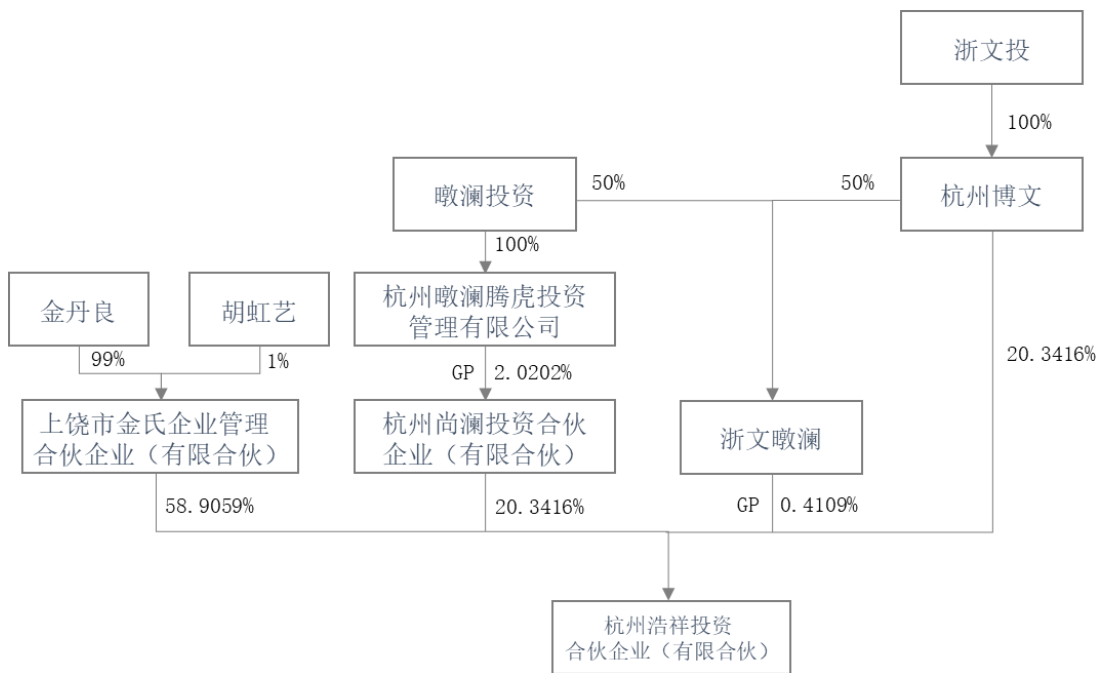 浙文投
100%
暾澜投资
50%
50%
杭州博文
100%
金丹良
胡虹艺
杭州暾澜腾虎投资
管理有限公司
99%
1%
GP 2.0202%
20.3416%
上饶市金氏企业管理
合伙企业（有限合伙）
杭州尚澜投资合伙
企业（有限合伙）
浙文暾澜
58.9059%
20.3416%
GP 0.4109%
杭州浩祥投资
合伙企业（有限合伙）